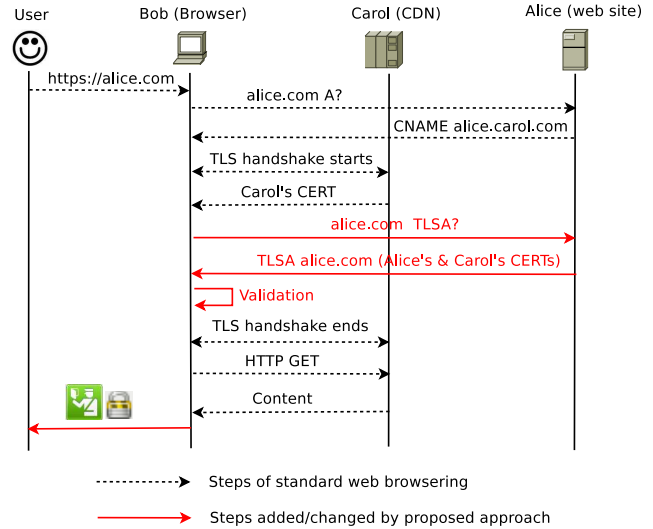 User Bob (Browser) Carol (CDN) Alice (web site)
https://alice.com
alice.com A?
CNAME alice.carol.com
TLS handshake starts
Carol's CERT
alice.com TLSA?
TLSA alice.com (Alice's & Carol's CERTs)
Validation
TLS handshake ends
HTTP GET
Content
Steps of standard web browsering
Steps added/changed by proposed approach